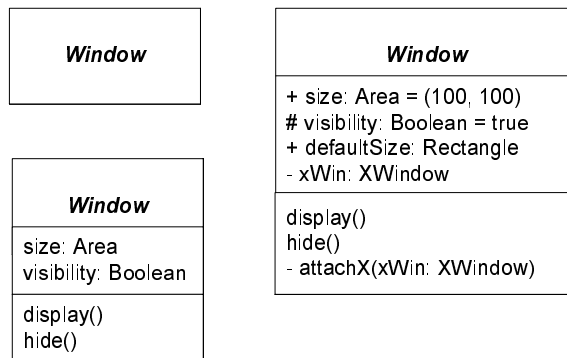 Window
Window
size: Area
visibility: Boolean
display()
hide()
Window
+ size: Area = (100, 100)
# visibility: Boolean = true
+ defaultSize: Rectangle
- xWin: XWindow
display()
hide()
- attachX(xWin: XWindow)